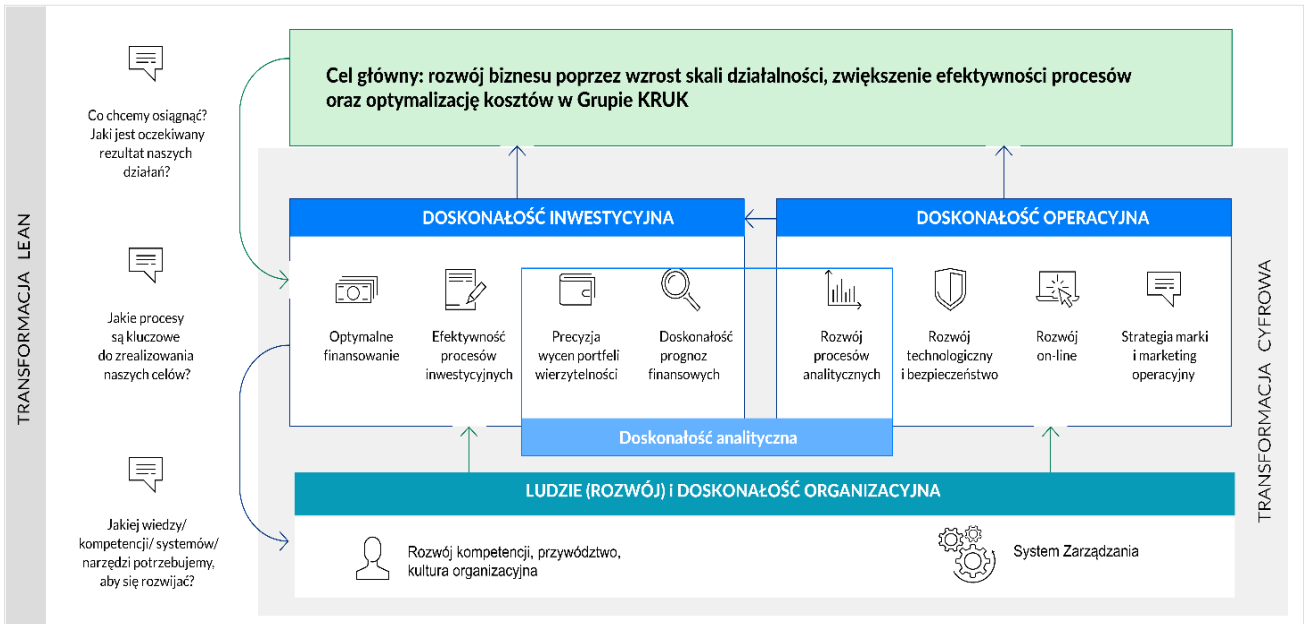 TRANSFORMACJA LEAN
Co chcemy osiągnąć?
Jaki jest oczekiwany
rezultat naszych
działań?
Jakie procesy
są kluczowe
do zrealizowania
naszych celów?
Jakiej wiedzy/
kompetencji/ systemów/
narzędzi potrzebujemy,
aby się rozwijać?
Cel główny: rozwój biznesu poprzez wzrost skali działalności, zwiększenie efektywności procesów
oraz optymalizację kosztów w Grupie KRUK
DOSKONAŁOŚĆ INWESTYCYJNA
Optymalne
finansowanie
Efektywność
procesów
inwestycyjnych
Precyzja
wycen portfeli
wierzytelności
Doskonałość
prognoz
finansowych
DOSKONAŁOŚĆ OPERACYJNA
Rozwój
procesów
analitycznych
Rozwój
technologiczny
i bezpieczeństwo
Rozwój
on-line
Strategia marki
i marketing
operacyjny
Doskonałość analityczna
LUDZIE (ROZWÓJ) i DOSKONAŁOŚĆ ORGANIZACYJNA
Rozwój kompetencji, przywództwo,
kultura organizacyjna
System Zarządzania
TRANSFORMACJA CYFROWA